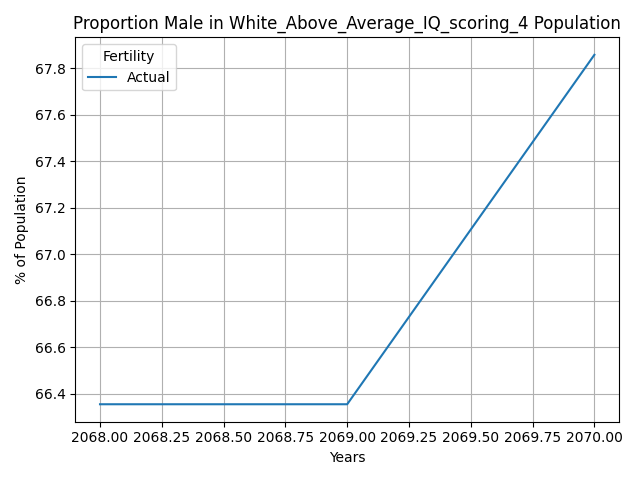 Proportion Male in White_Above_Average_IQ_scoring_4 Population
Fertility
Actual
% of Population
67.8
67.6
67.4
67.2
67.0
66.8
66.6
66.4
2068.00 2068.25 2068.50 2068.75 2069.00 2069.25 2069.50 2069.75 2070.00
Years